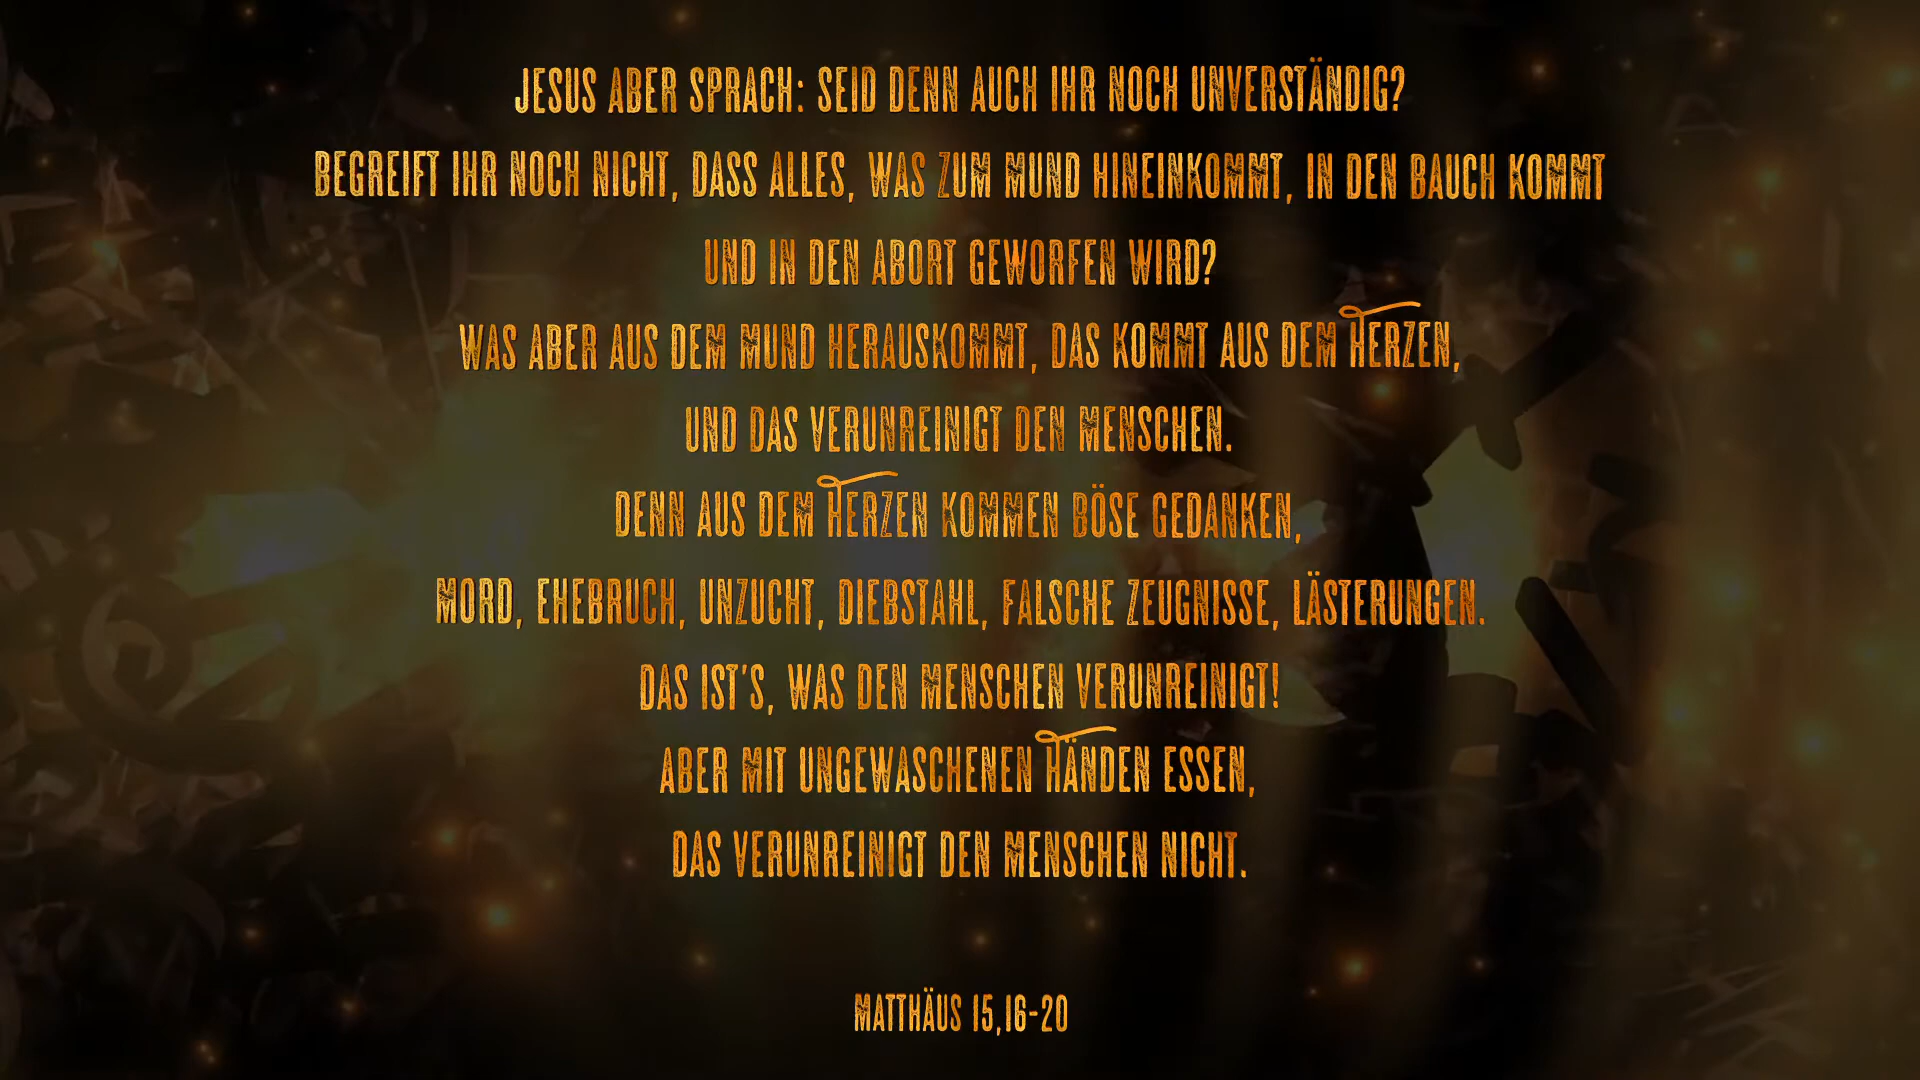 JESUS ABER SPRACH: SEID DENN AUCH IHR NOCH UNVERSTÄNDIG?
BEGREIFT IHR NOCH NICHT, DASS ALLES, WAS ZUM MUND HINEINKOMMT, IN DEN BAUCH KOMMT
UND IN DEN ABORT GEWORFEN WIRD?
WAS ABER AUS DEM MUND HERAUSKOMMT, DAS KOMMT AUS DEM HERZEN,
UND DAS VERUNREINIGT DEN MENSCHEN.
DENN AUS DEM HERZEN KOMMEN BÖSE GEDANKEN,
MORD, EHEBRUCH, UNZUCHT, DIEBSTAHL, FALSCHE ZEUGNISSE, LÄSTERUNGEN.
DAS IST'S, WAS DEN MENSCHEN VERUNREINIGT!
ABER MIT UNGEWASCHENEN HÄNDEN ESSEN,
DAS VERUNREINIGT DEN MENSCHEN NICHT.
MATTHÄUS 15,16-20